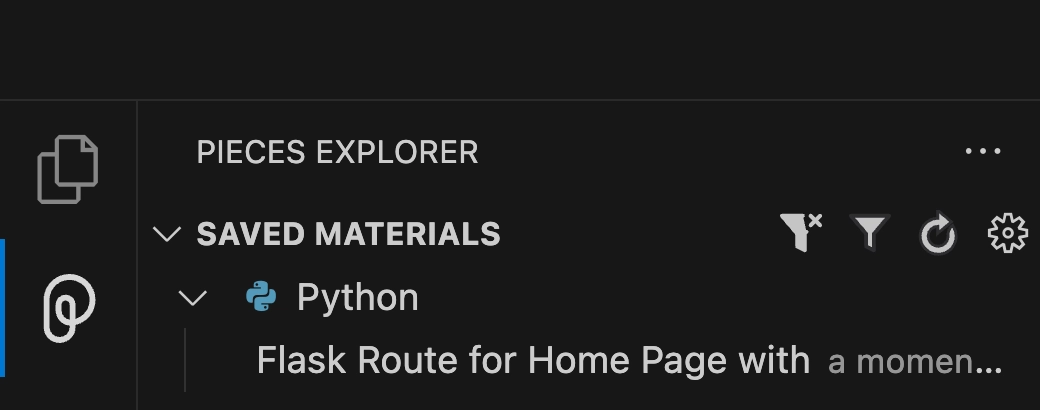 PIECES EXPLORER
SAVED MATERIALS
Python
Flask Route for Home Page with a momen...